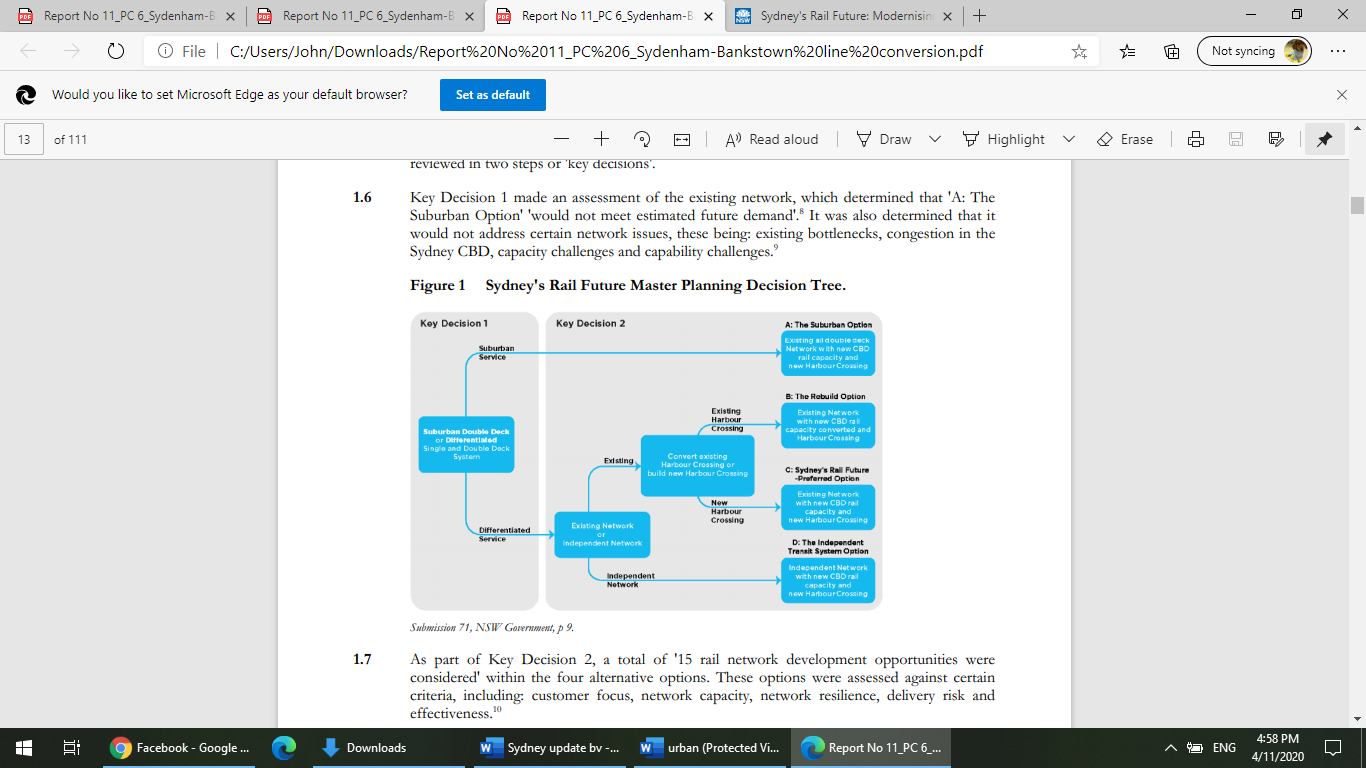 Report No 11_PC 6_Sydenham-B
Report No 11_PC 6_Sydenham-B
Report No 11_PC 6_Sydenham-B
Sydney's Rail Future: Modernisin
File
C:/Users/John/Downloads/Report%20No%2011_PC%206_Sydenham-Bankstown%20line%20conversion.pdf
Not syncing
Would you like to set Microsoft Edge as your default browser?
Set as default
13 of 111
Read aloud
Draw
Highlight
Erase
reviewed in two steps or 'key decisions'.
1.6 Key Decision 1 made an assessment of the existing network, which determined that 'A: The
Suburban Option' 'would not meet estimated future demand'.⁸ It was also determined that it
would not address certain network issues, these being: existing bottlenecks, congestion in the
Sydney CBD, capacity challenges and capability challenges.⁹
Figure 1 Sydney's Rail Future Master Planning Decision Tree.
Key Decision 1
Key Decision 2
Suburban
Service
Suburban Double Deck
or Differentiated
Single and Double Deck
System
Differentiated
Service
Existing Network
or
Independent Network
Existing
Independent
Network
Convert existing
Harbour Crossing or
build new Harbour Crossing
Existing
Harbour
Crossing
New
Harbour
Crossing
A: The Suburban Option
Existing all double deck
Network with new CBD
rail capacity and
new Harbour Crossing
B: The Rebuild Option
Existing Network
with new CBD rail
capacity converted and
Harbour Crossing
C: Sydney's Rail Future
-Preferred Option
Existing Network
with new CBD rail
capacity and
new Harbour Crossing
D: The Independent
Transit System Option
Independent Network
with new CBD rail
capacity and
new Harbour Crossing
Submission 71, NSW Government, p 9.
1.7 As part of Key Decision 2, a total of '15 rail network development opportunities were
considered' within the four alternative options. These options were assessed against certain
criteria, including: customer focus, network capacity, network resilience, delivery risk and
effectiveness.¹⁰
Facebook - Google ...
Downloads
Sydney update bv -...
urban (Protected Vi...
Report No 11_PC 6_...
ENG
4:58 PM
4/11/2020